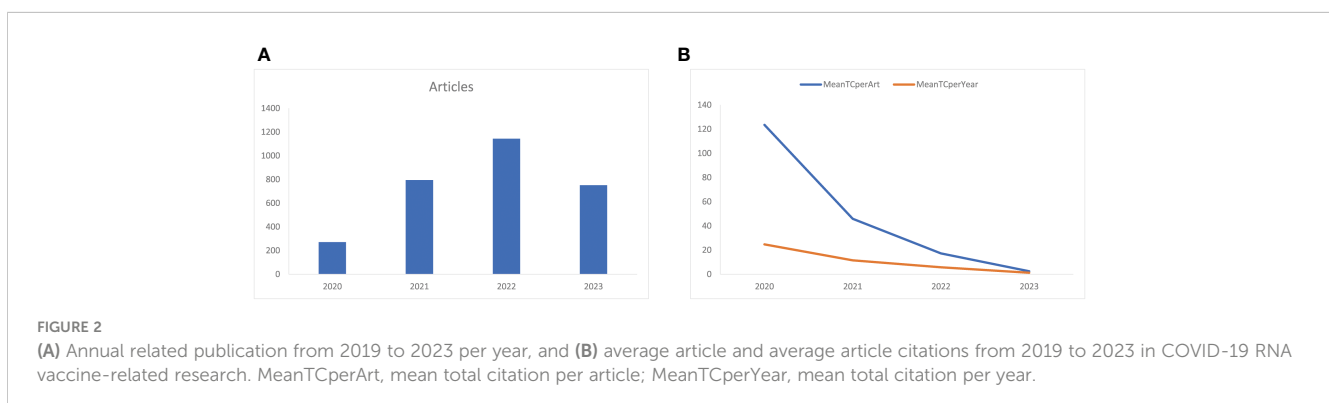 A
Articles
1400
1200
1000
800
600
400
200
0
2020 2021 2022 2023
B
MeanTCperArt MeanTCperYear
140
120
100
80
60
40
20
0
2020 2021 2022 2023
FIGURE 2
(A) Annual related publication from 2019 to 2023 per year, and (B) average article and average article citations from 2019 to 2023 in COVID-19 RNA
vaccine-related research. MeanTCperArt, mean total citation per article; MeanTCperYear, mean total citation per year.